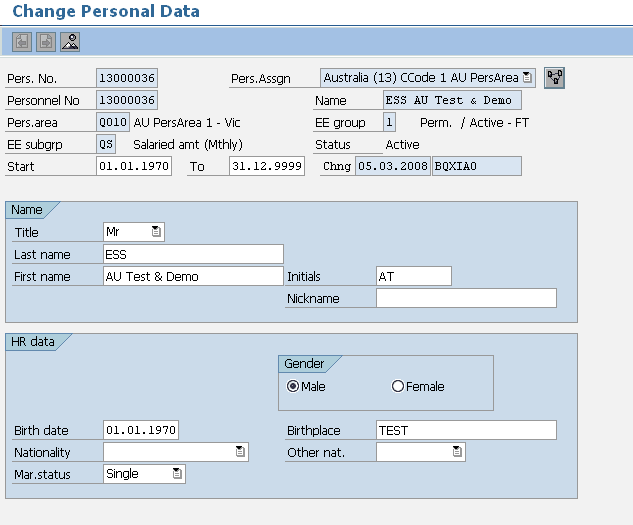 Change Personal Data
Pers. No. 13000036 Pers.Assgn Australia (13) CCode 1 AU PersArea
Personnel No 13000036 Name ESS AU Test & Demo
Pers.area Q010 AU PersArea 1 - Vic EE group 1 Perm. / Active - FT
EE subgrp QS Salaried amt (Mthly) Status Active
Start 01.01.1970 To 31.12.9999 Chng 05.03.2008 BQXIAO
Name
Title Mr
Last name ESS
First name AU Test & Demo Initials AT
Nickname
HR data
Gender
Male Female
Birth date 01.01.1970 Birthplace TEST
Nationality Other nat.
Mar.status Single